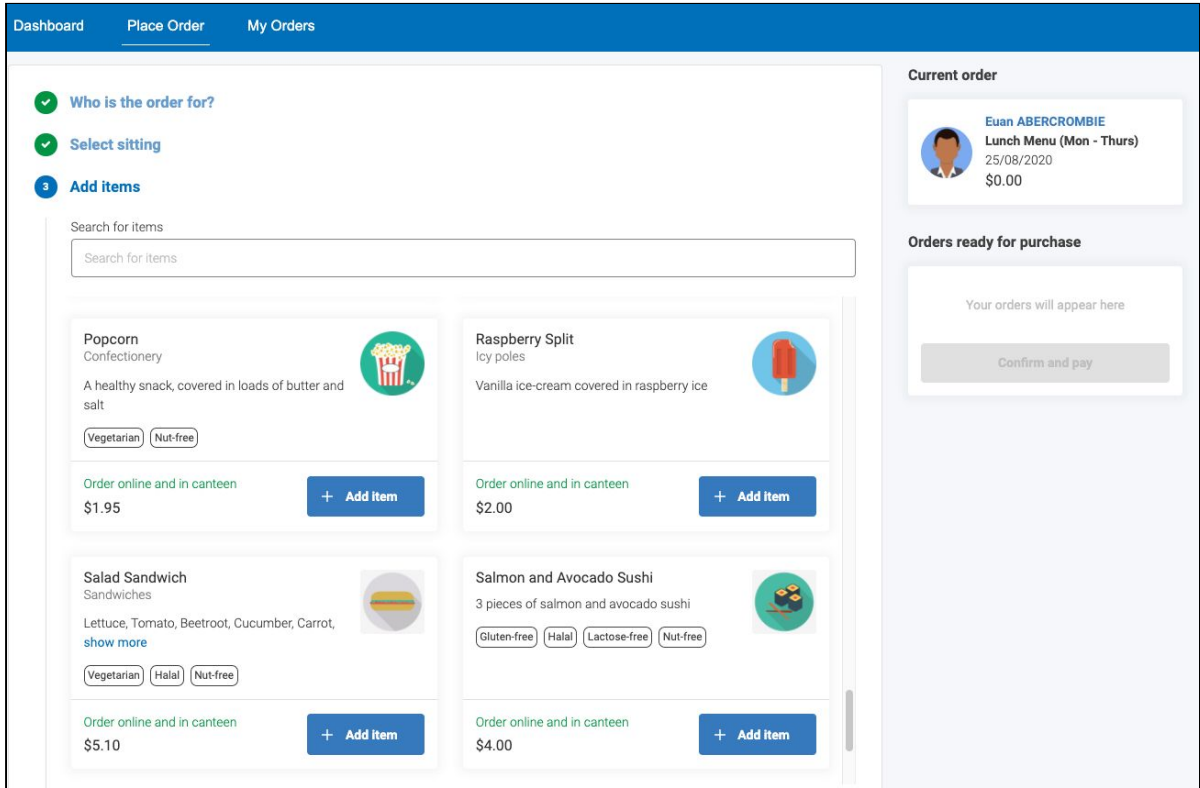 Dashboard Place Order My Orders
Who is the order for?
Select sitting
3 Add items
Search for items
Search for items
Popcorn
Confectionery
A healthy snack, covered in loads of butter and
salt
Vegetarian Nut-free
Order online and in canteen
$1.95
+ Add item
Raspberry Split
Icy poles
Vanilla ice-cream covered in raspberry ice
Order online and in canteen
$2.00
+ Add item
Salad Sandwich
Sandwiches
Lettuce, Tomato, Beetroot, Cucumber, Carrot,
show more
Vegetarian Halal Nut-free
Order online and in canteen
$5.10
+ Add item
Salmon and Avocado Sushi
3 pieces of salmon and avocado sushi
Gluten-free Halal Lactose-free Nut-free
Order online and in canteen
$4.00
+ Add item
Current order
Euan ABERCROMBIE
Lunch Menu (Mon - Thurs)
25/08/2020
$0.00
Orders ready for purchase
Your orders will appear here
Confirm and pay